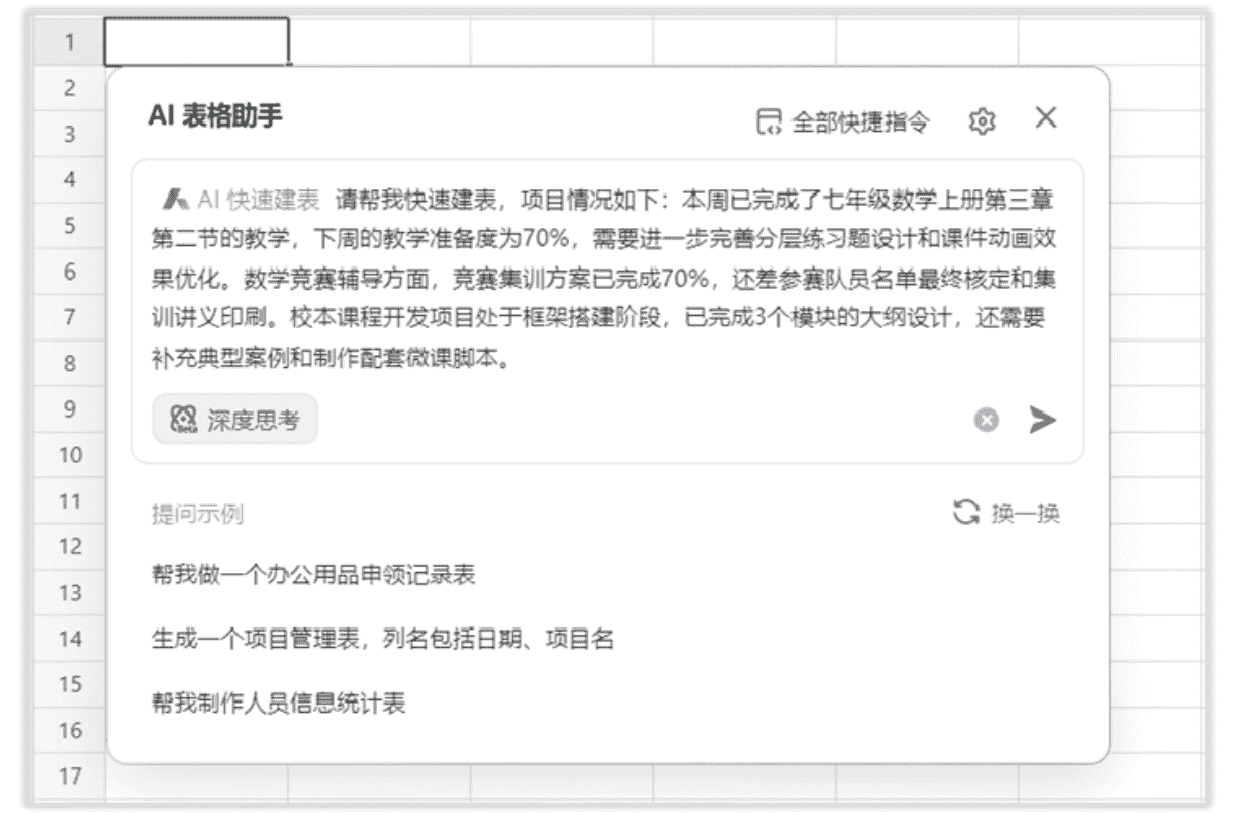 1
2
3
4
5
6
7
8
9
10
11
12
13
14
15
16
17
AI 表格助手
全部快捷指令
AI 快速建表 请帮我快速建表，项目情况如下：本周已完成了七年级数学上册第三章
第二节的教学，下周的教学准备度为70%，需要进一步完善分层练习题设计和课件动画效
果优化。数学竞赛辅导方面，竞赛集训方案已完成70%，还差参赛队员名单最终核定和集
训讲义印刷。校本课程开发项目处于框架搭建阶段，已完成3个模块的大纲设计，还需要
补充典型案例和制作配套微课脚本。
Beta 深度思考
提问示例
换一换
帮我做一个办公用品申领记录表
生成一个项目管理表，列名包括日期、项目名
帮我制作人员信息统计表